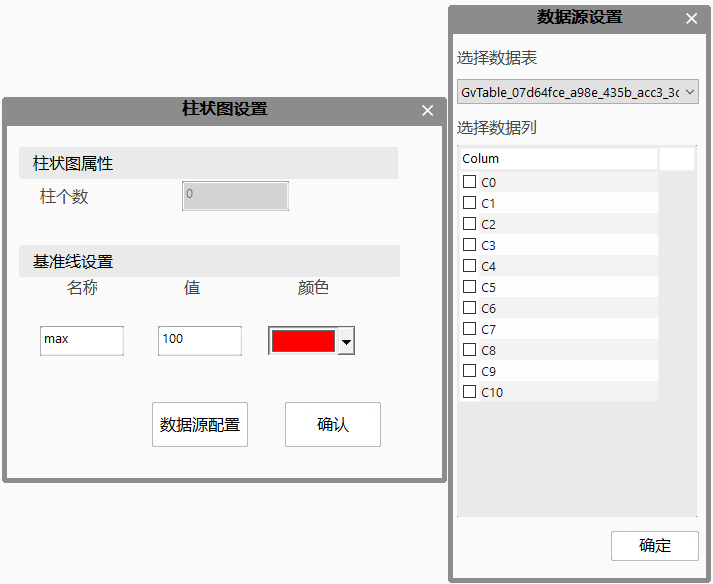 柱状图设置
柱状图属性
柱个数
0
基准线设置
名称 值 颜色
max 100
数据源配置 确认
数据源设置
选择数据表
GvTable_07d64fce_a98e_435b_acc3_3c
选择数据列
Colum
C0
C1
C2
C3
C4
C5
C6
C7
C8
C9
C10
确定